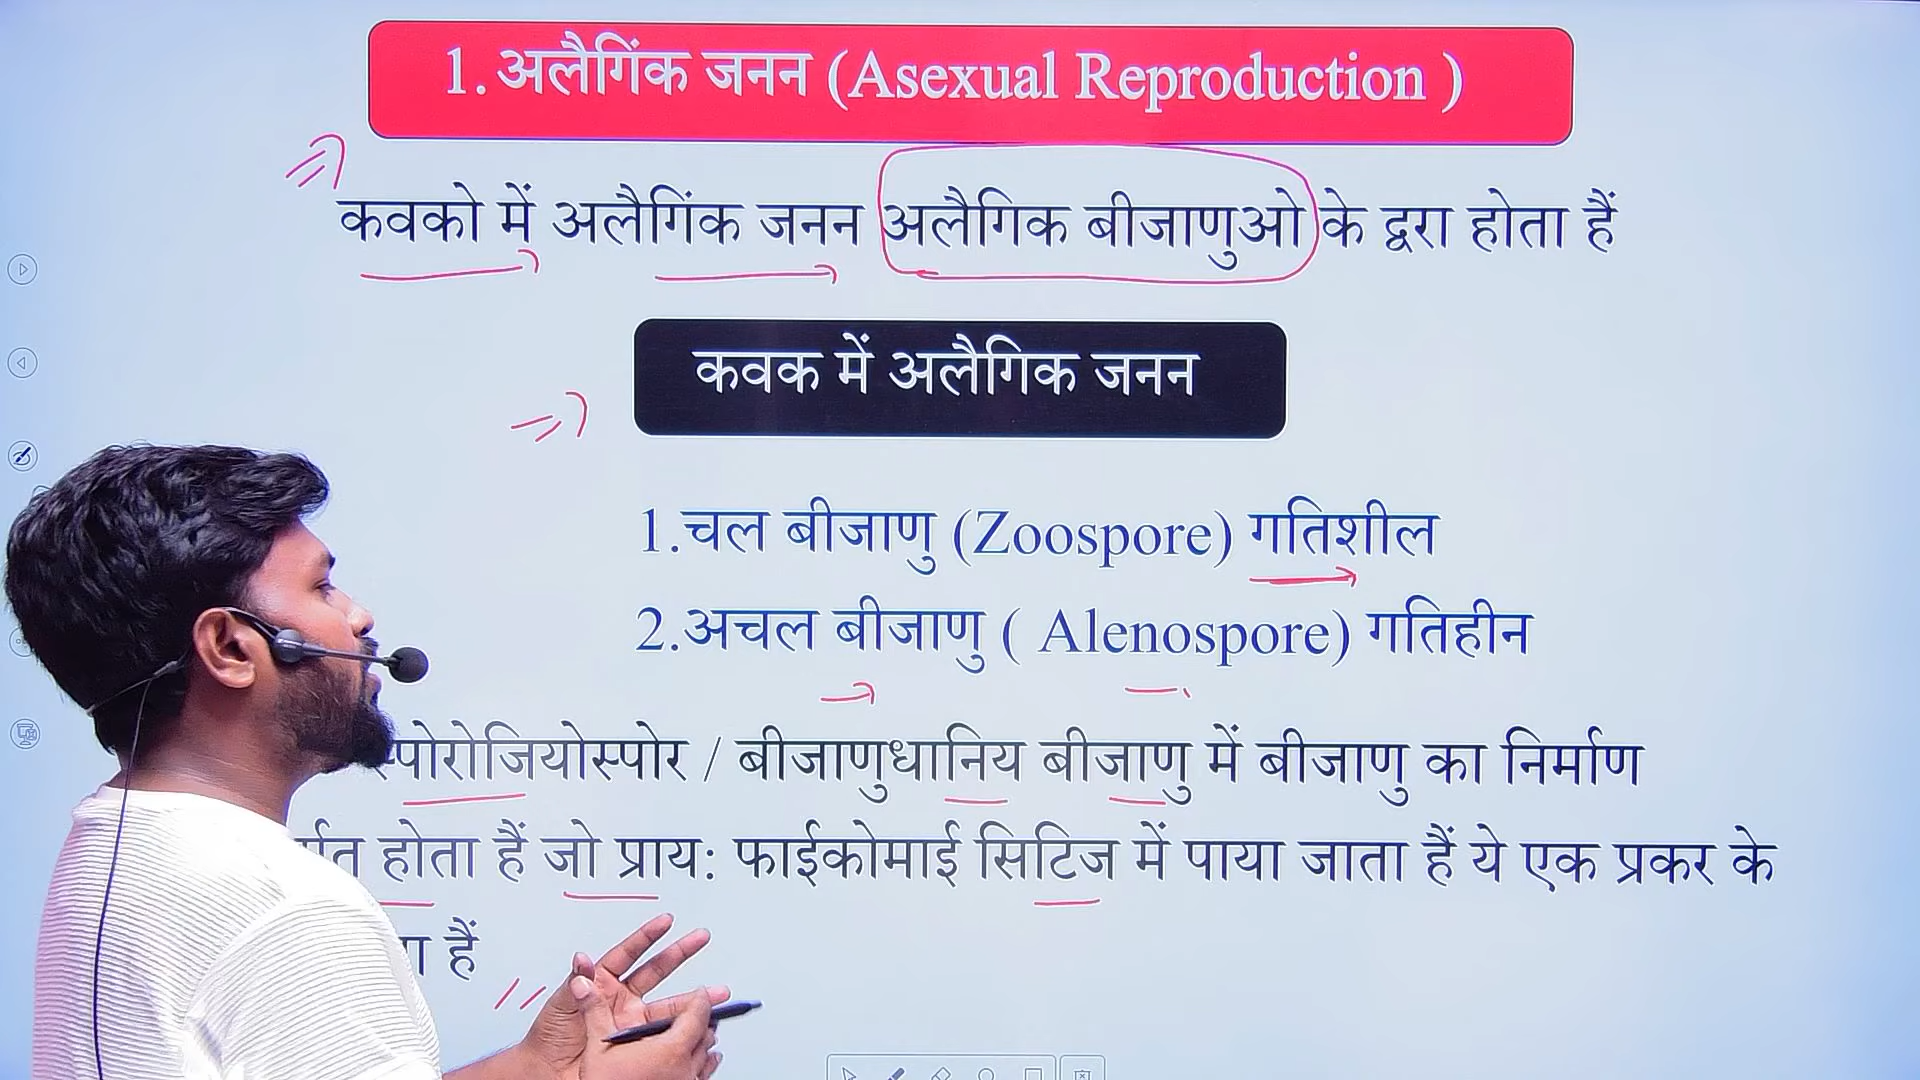 1. अलैगिंक जनन (Asexual Reproduction )
कवको में अलैगिंक जनन अलैगिक बीजाणुओ के द्वरा होता हैं
कवक में अलैगिक जनन
1.चल बीजाणु (Zoospore) गतिशील
2.अचल बीजाणु ( Alenospore) गतिहीन
स्पोरोजियोस्पोर / बीजाणुधानिय बीजाणु में बीजाणु का निर्माण
होता हैं जो प्राय: फाईकोमाई सिटिज में पाया जाता हैं ये एक प्रकर के
हैं